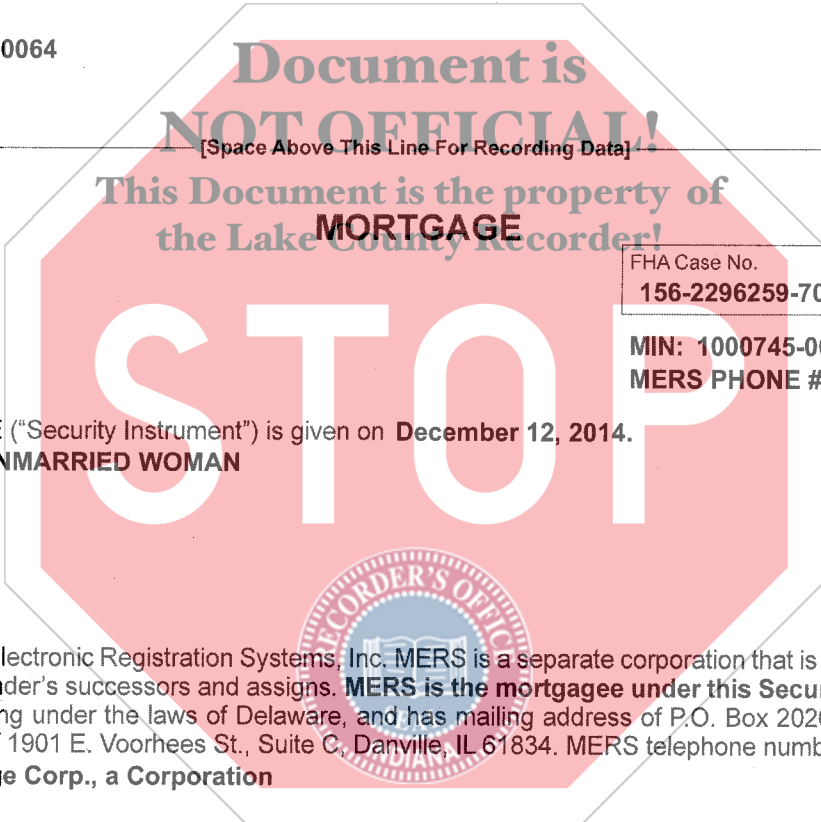 0064
Document is
NOT OFFICIAL!
[Space Above This Line For Recording Data]
This Document is the property of
the Lake County Recorder!
MORTGAGE
FHA Case No.
156-2296259-70
MIN: 1000745-00
MERS PHONE #
STOP
E (“Security Instrument”) is given on December 12, 2014.
NMARRIED WOMAN
RECORDER'S OFFICE
lectronic Registration Systems, Inc. MERS is a separate corporation that is
der's successors and assigns. MERS is the mortgagee under this Secur
ng under the laws of Delaware, and has mailing address of P.O. Box 2026
1901 E. Voorhees St., Suite C, Danville, IL 61834. MERS telephone numb
INDIANA
e Corp., a Corporation